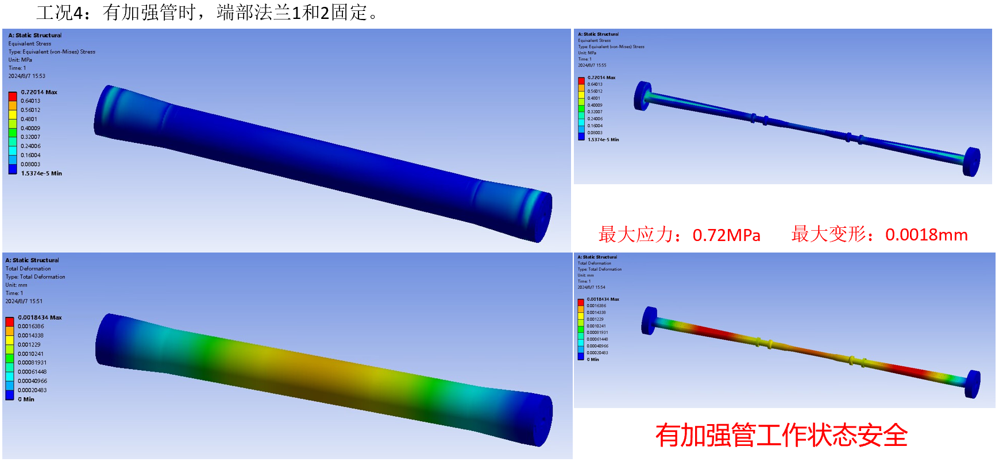 工况4：有加强管时，端部法兰1和2固定。
A: Static Structural
Equivalent Stress
Type: Equivalent (von-Mises) Stress
Unit: MPa
Time: 1
2024/8/7 15:53
0.72014 Max
0.64013
0.56012
0.4801
0.40009
0.32007
0.24006
0.16004
0.08003
1.5374e-5 Min
A: Static Structural
Equivalent Stress
Type: Equivalent (von-Mises) Stress
Unit: MPa
Time: 1
2024/8/7 15:55
0.72014 Max
0.64013
0.56012
0.4801
0.40009
0.32007
0.24006
0.16004
0.08003
1.5374e-5 Min
最大应力：0.72MPa 最大变形：0.0018mm
A: Static Structural
Total Deformation
Type: Total Deformation
Unit: mm
Time: 1
2024/8/7 15:51
0.0018434 Max
0.0016386
0.0014338
0.001229
0.0010241
0.00081931
0.00061448
0.00040966
0.00020483
0 Min
A: Static Structural
Total Deformation
Type: Total Deformation
Unit: mm
Time: 1
2024/8/7 15:54
0.0018434 Max
0.0016386
0.0014338
0.001229
0.0010241
0.00081931
0.00061448
0.00040966
0.00020483
0 Min
有加强管工作状态安全